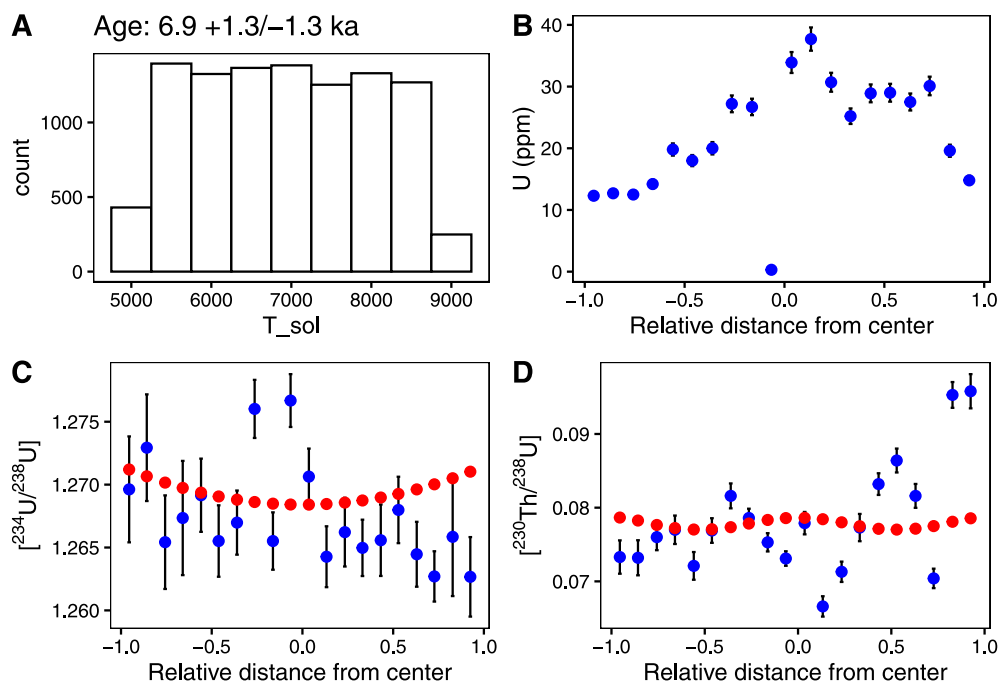 A Age: 6.9 +1.3/−1.3 ka
count
1000
500
0
5000 6000 7000 8000 9000
T_sol
B
U (ppm)
40
30
20
10
0
−1.0 −0.5 0.0 0.5 1.0
Relative distance from center
C
[²³⁴U/²³⁸U]
1.275
1.270
1.265
1.260
−1.0 −0.5 0.0 0.5 1.0
Relative distance from center
D
[²³⁰Th/²³⁸U]
0.09
0.08
0.07
−1.0 −0.5 0.0 0.5 1.0
Relative distance from center